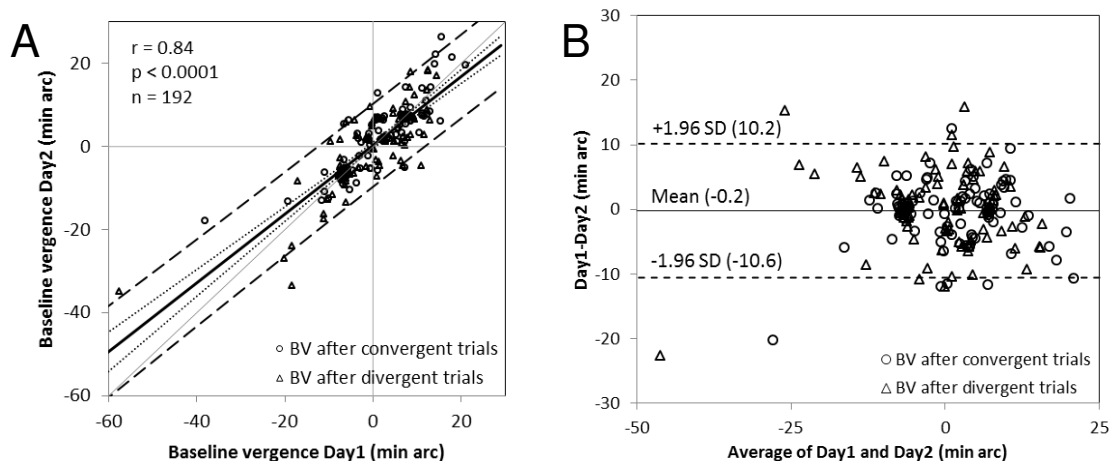 A
r = 0.84
p < 0.0001
n = 192
20
0
-20
-40
-60
Baseline vergence Day2 (min arc)
BV after convergent trials
BV after divergent trials
-60 -40 -20 0 20
Baseline vergence Day1 (min arc)
B
30
20
10
0
-10
-20
-30
Day1-Day2 (min arc)
+1.96 SD (10.2)
Mean (-0.2)
-1.96 SD (-10.6)
BV after convergent trials
BV after divergent trials
-50 -25 0 25
Average of Day1 and Day2 (min arc)